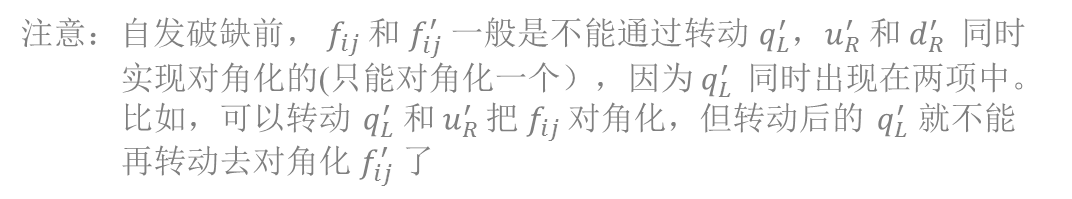 注意：自发破缺前， $f_{ij}$ 和 $f'_{ij}$ 一般是不能通过转动 $q'_L$，$u'_R$ 和 $d'_R$ 同时
实现对角化的(只能对角化一个），因为 $q'_L$ 同时出现在两项中。
比如，可以转动 $q'_L$ 和 $u'_R$ 把 $f_{ij}$ 对角化，但转动后的 $q'_L$ 就不能
再转动去对角化 $f'_{ij}$ 了